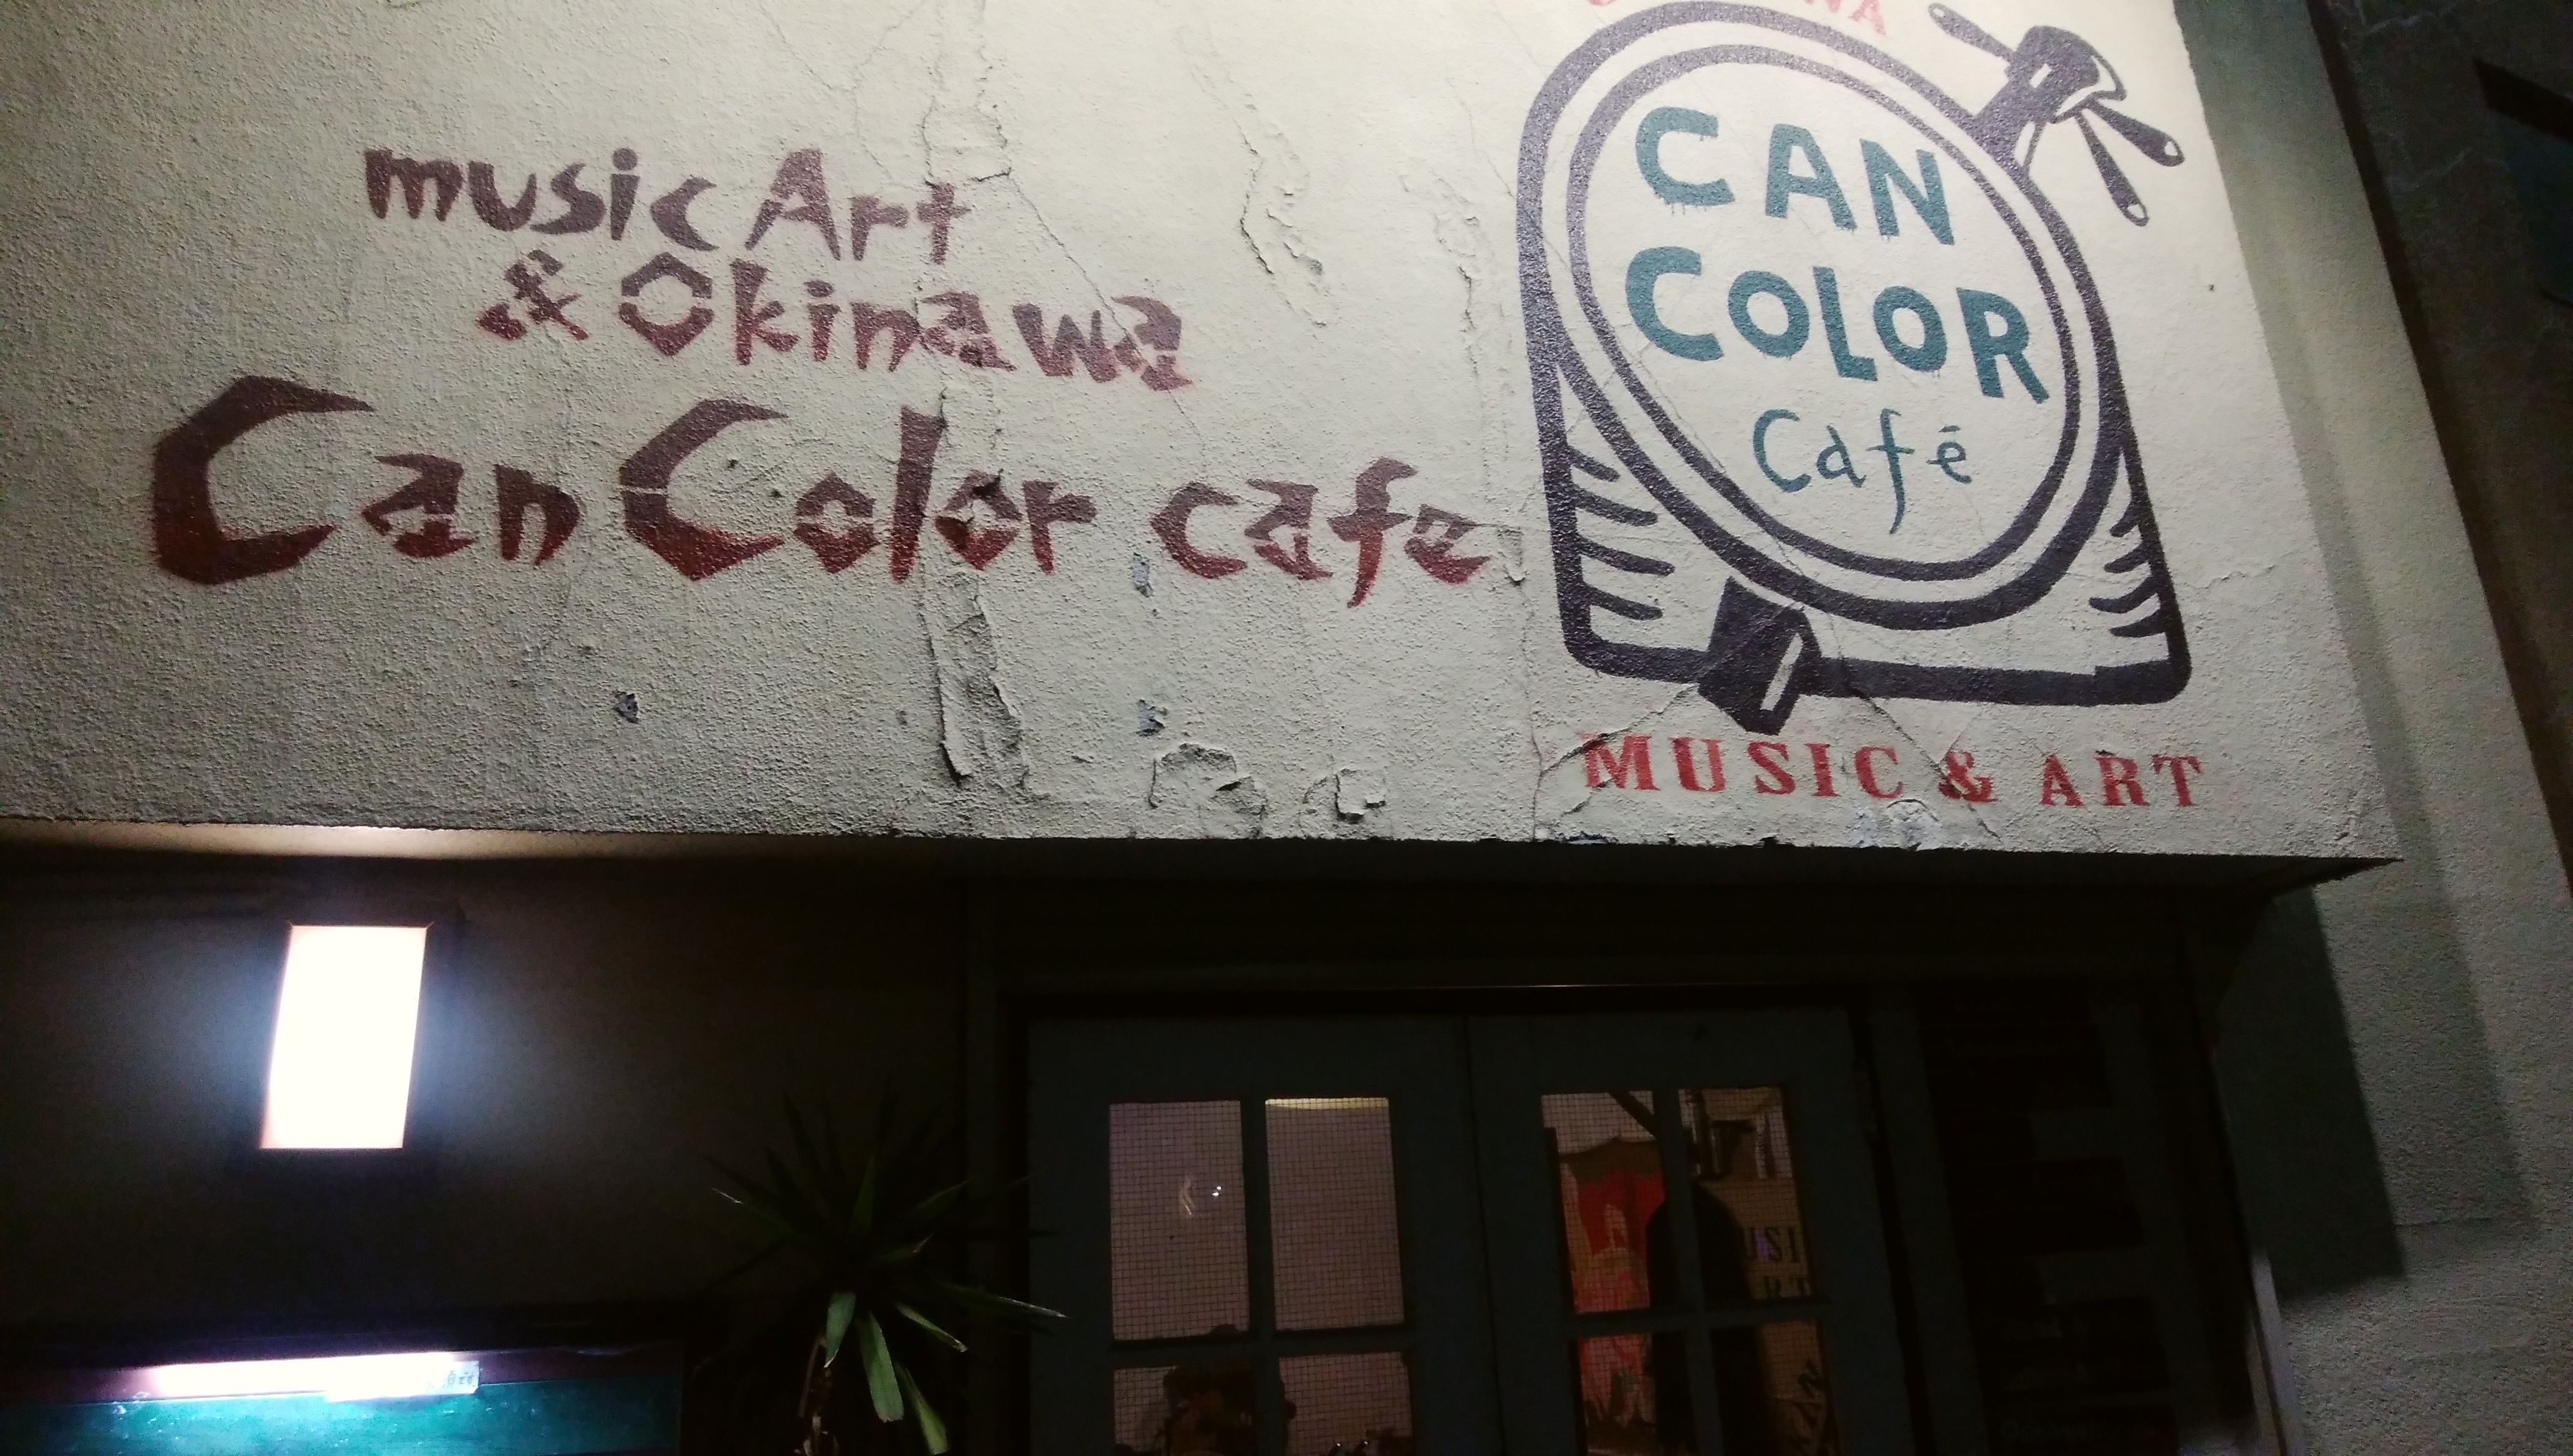 music Art
& Okinawa
Can Color cafe
CAN
COLOR
Café
MUSIC & ART